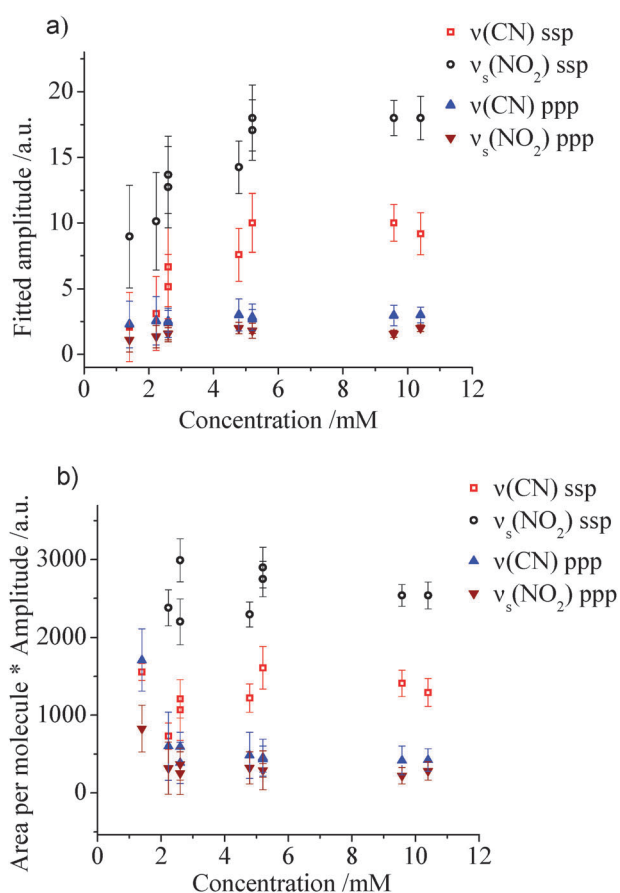 a)
ν(CN) ssp
νs(NO2) ssp
ν(CN) ppp
νs(NO2) ppp
20
15
10
5
0
Fitted amplitude /a.u.
0 2 4 6 8 10 12
Concentration /mM
b)
ν(CN) ssp
νs(NO2) ssp
ν(CN) ppp
νs(NO2) ppp
3000
2000
1000
0
Area per molecule * Amplitude /a.u.
0 2 4 6 8 10 12
Concentration /mM